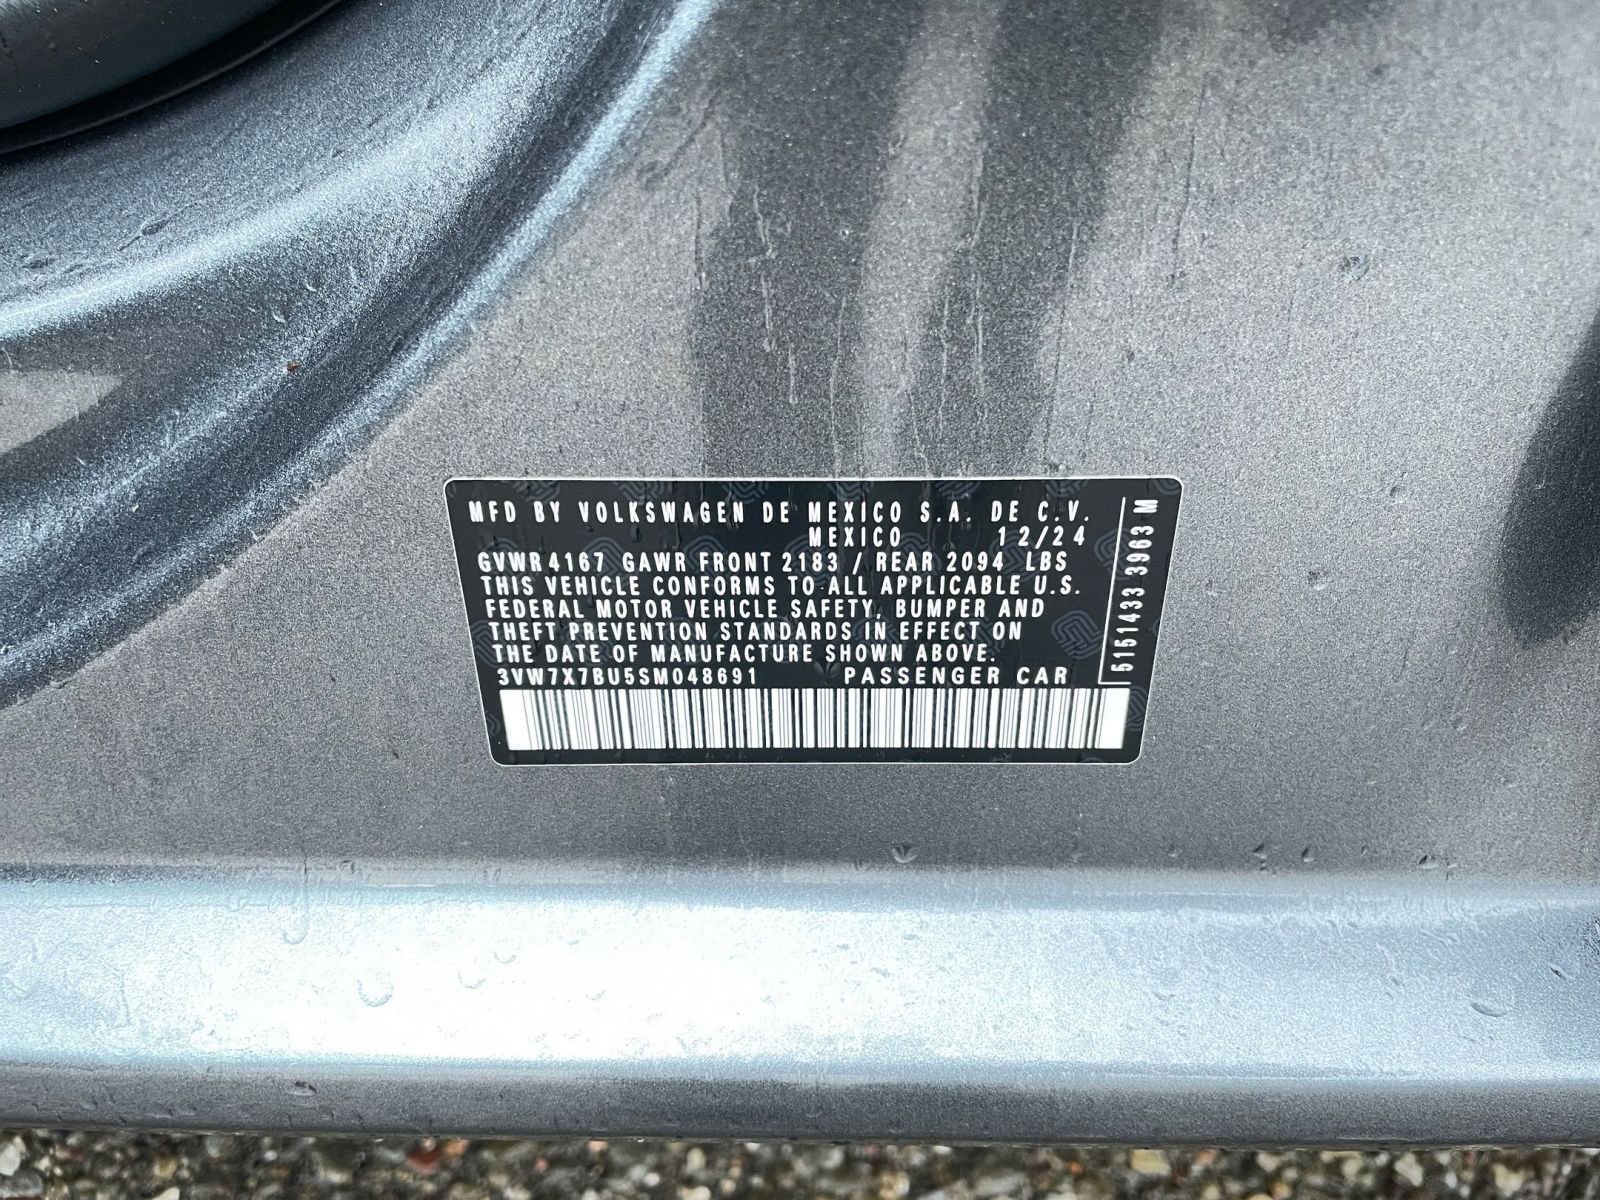 MFD BY VOLKSWAGEN DE MEXICO S.A. DE C.V.
MEXICO 12/24
GVWR 4167 GAWR FRONT 2183 / REAR 2094 LBS
THIS VEHICLE CONFORMS TO ALL APPLICABLE U.S.
FEDERAL MOTOR VEHICLE SAFETY, BUMPER AND
THEFT PREVENTION STANDARDS IN EFFECT ON
THE DATE OF MANUFACTURE SHOWN ABOVE.
3VW7X7BU5SM048691 PASSENGER CAR
5151433 3963 M